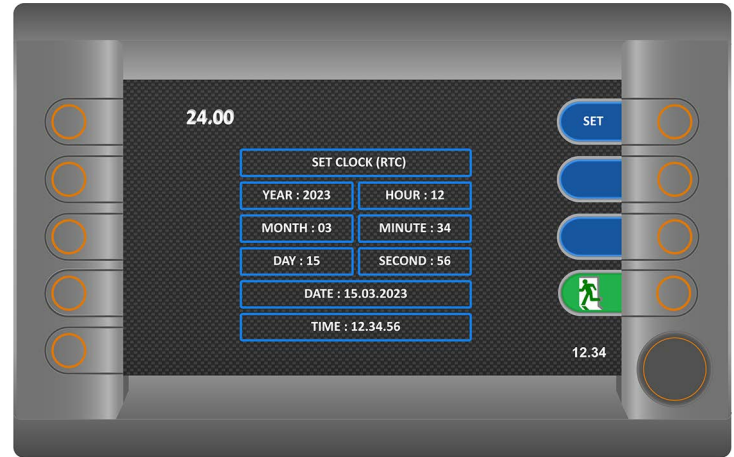 24.00
SET
SET CLOCK (RTC)
YEAR : 2023
HOUR : 12
MONTH : 03
MINUTE : 34
DAY : 15
SECOND : 56
DATE : 15.03.2023
TIME : 12.34.56
12.34